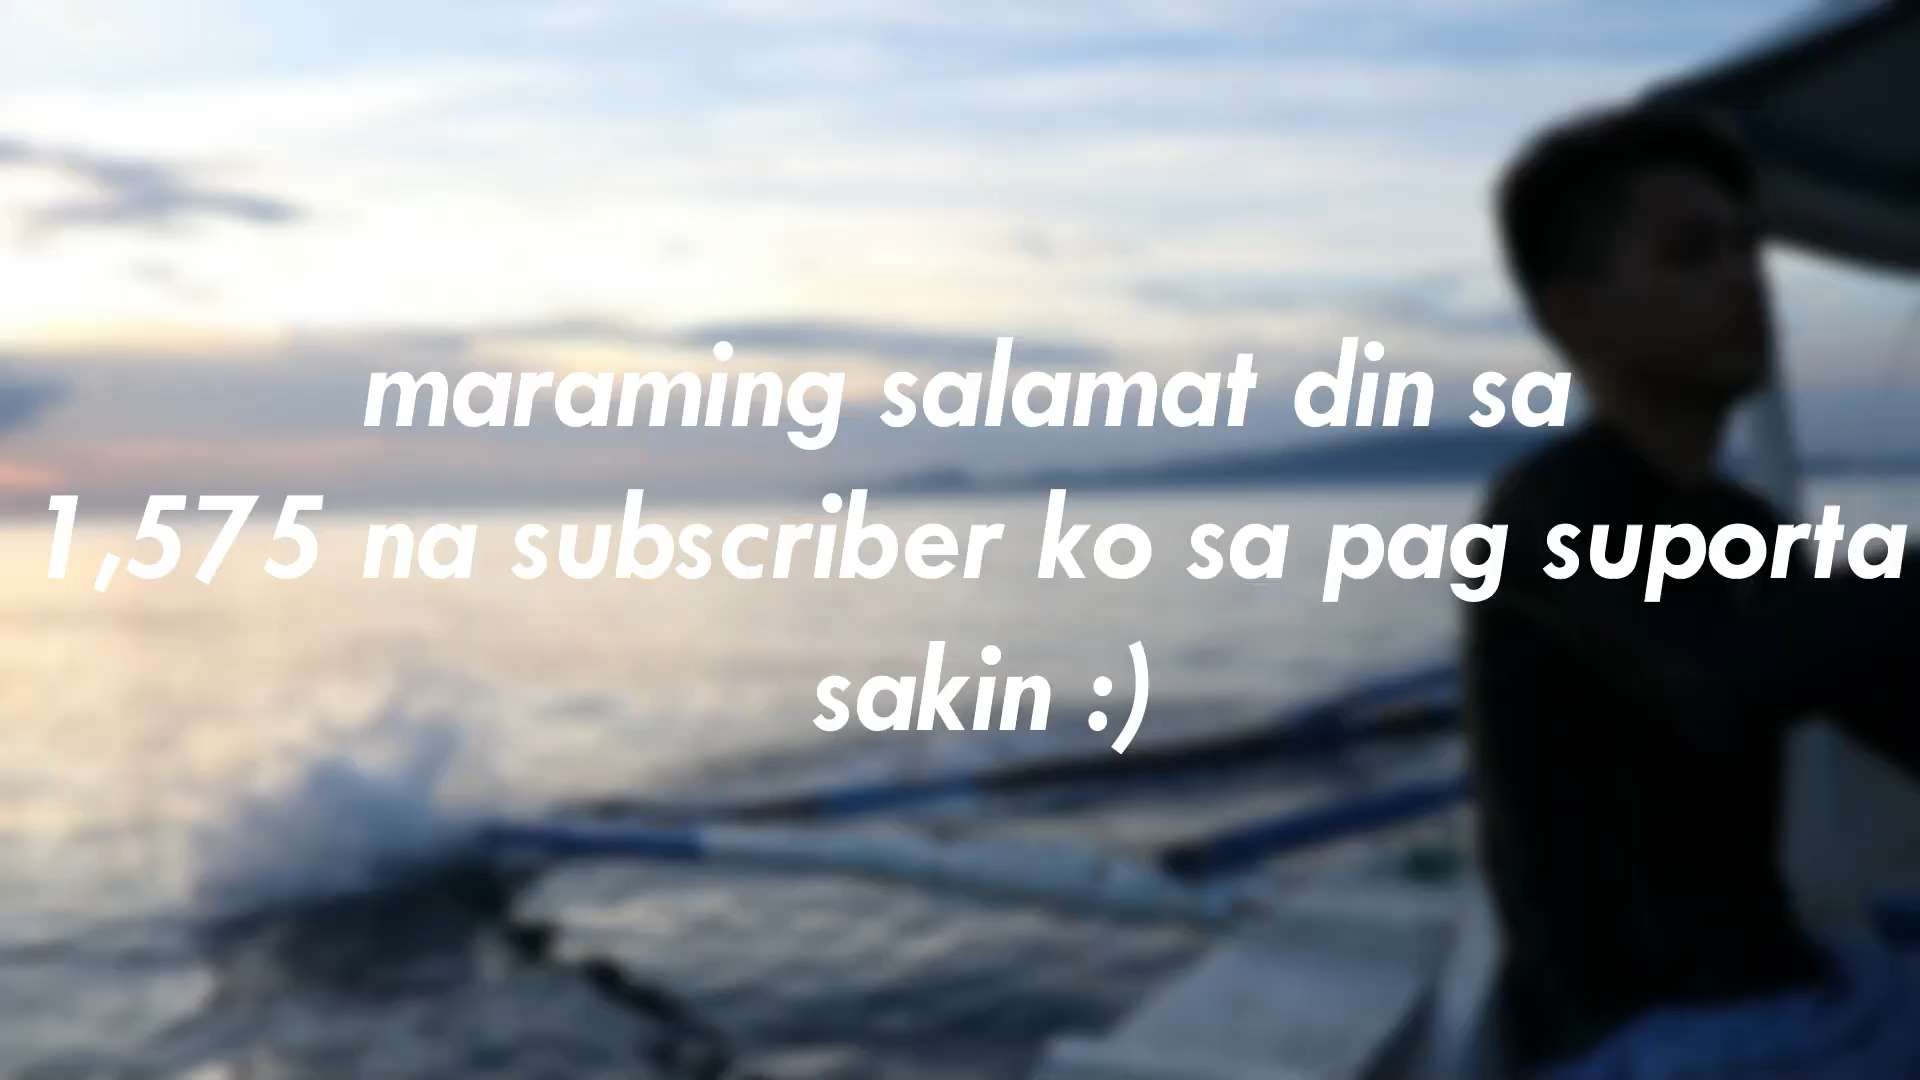 maraming salamat din sa
1,575 na subscriber ko sa pag suporta
sakin :)